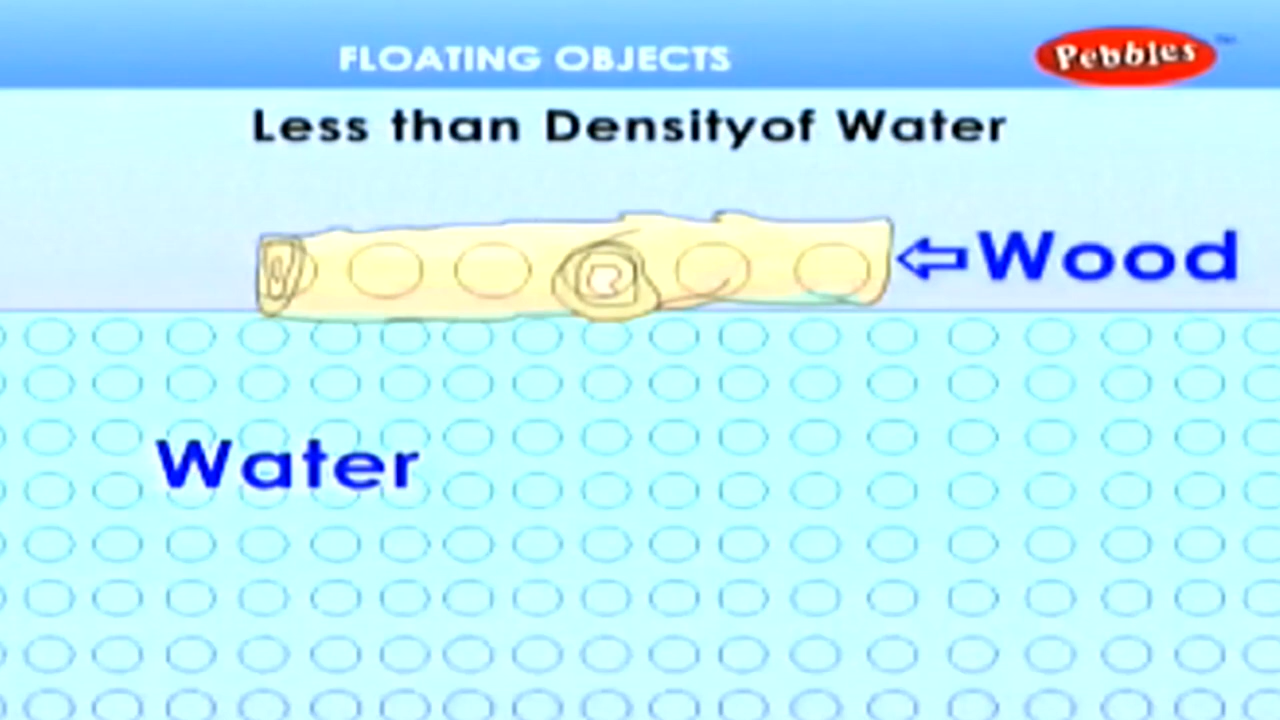 FLOATING OBJECTS
Pebbles
Less than Densityof Water
Wood
Water